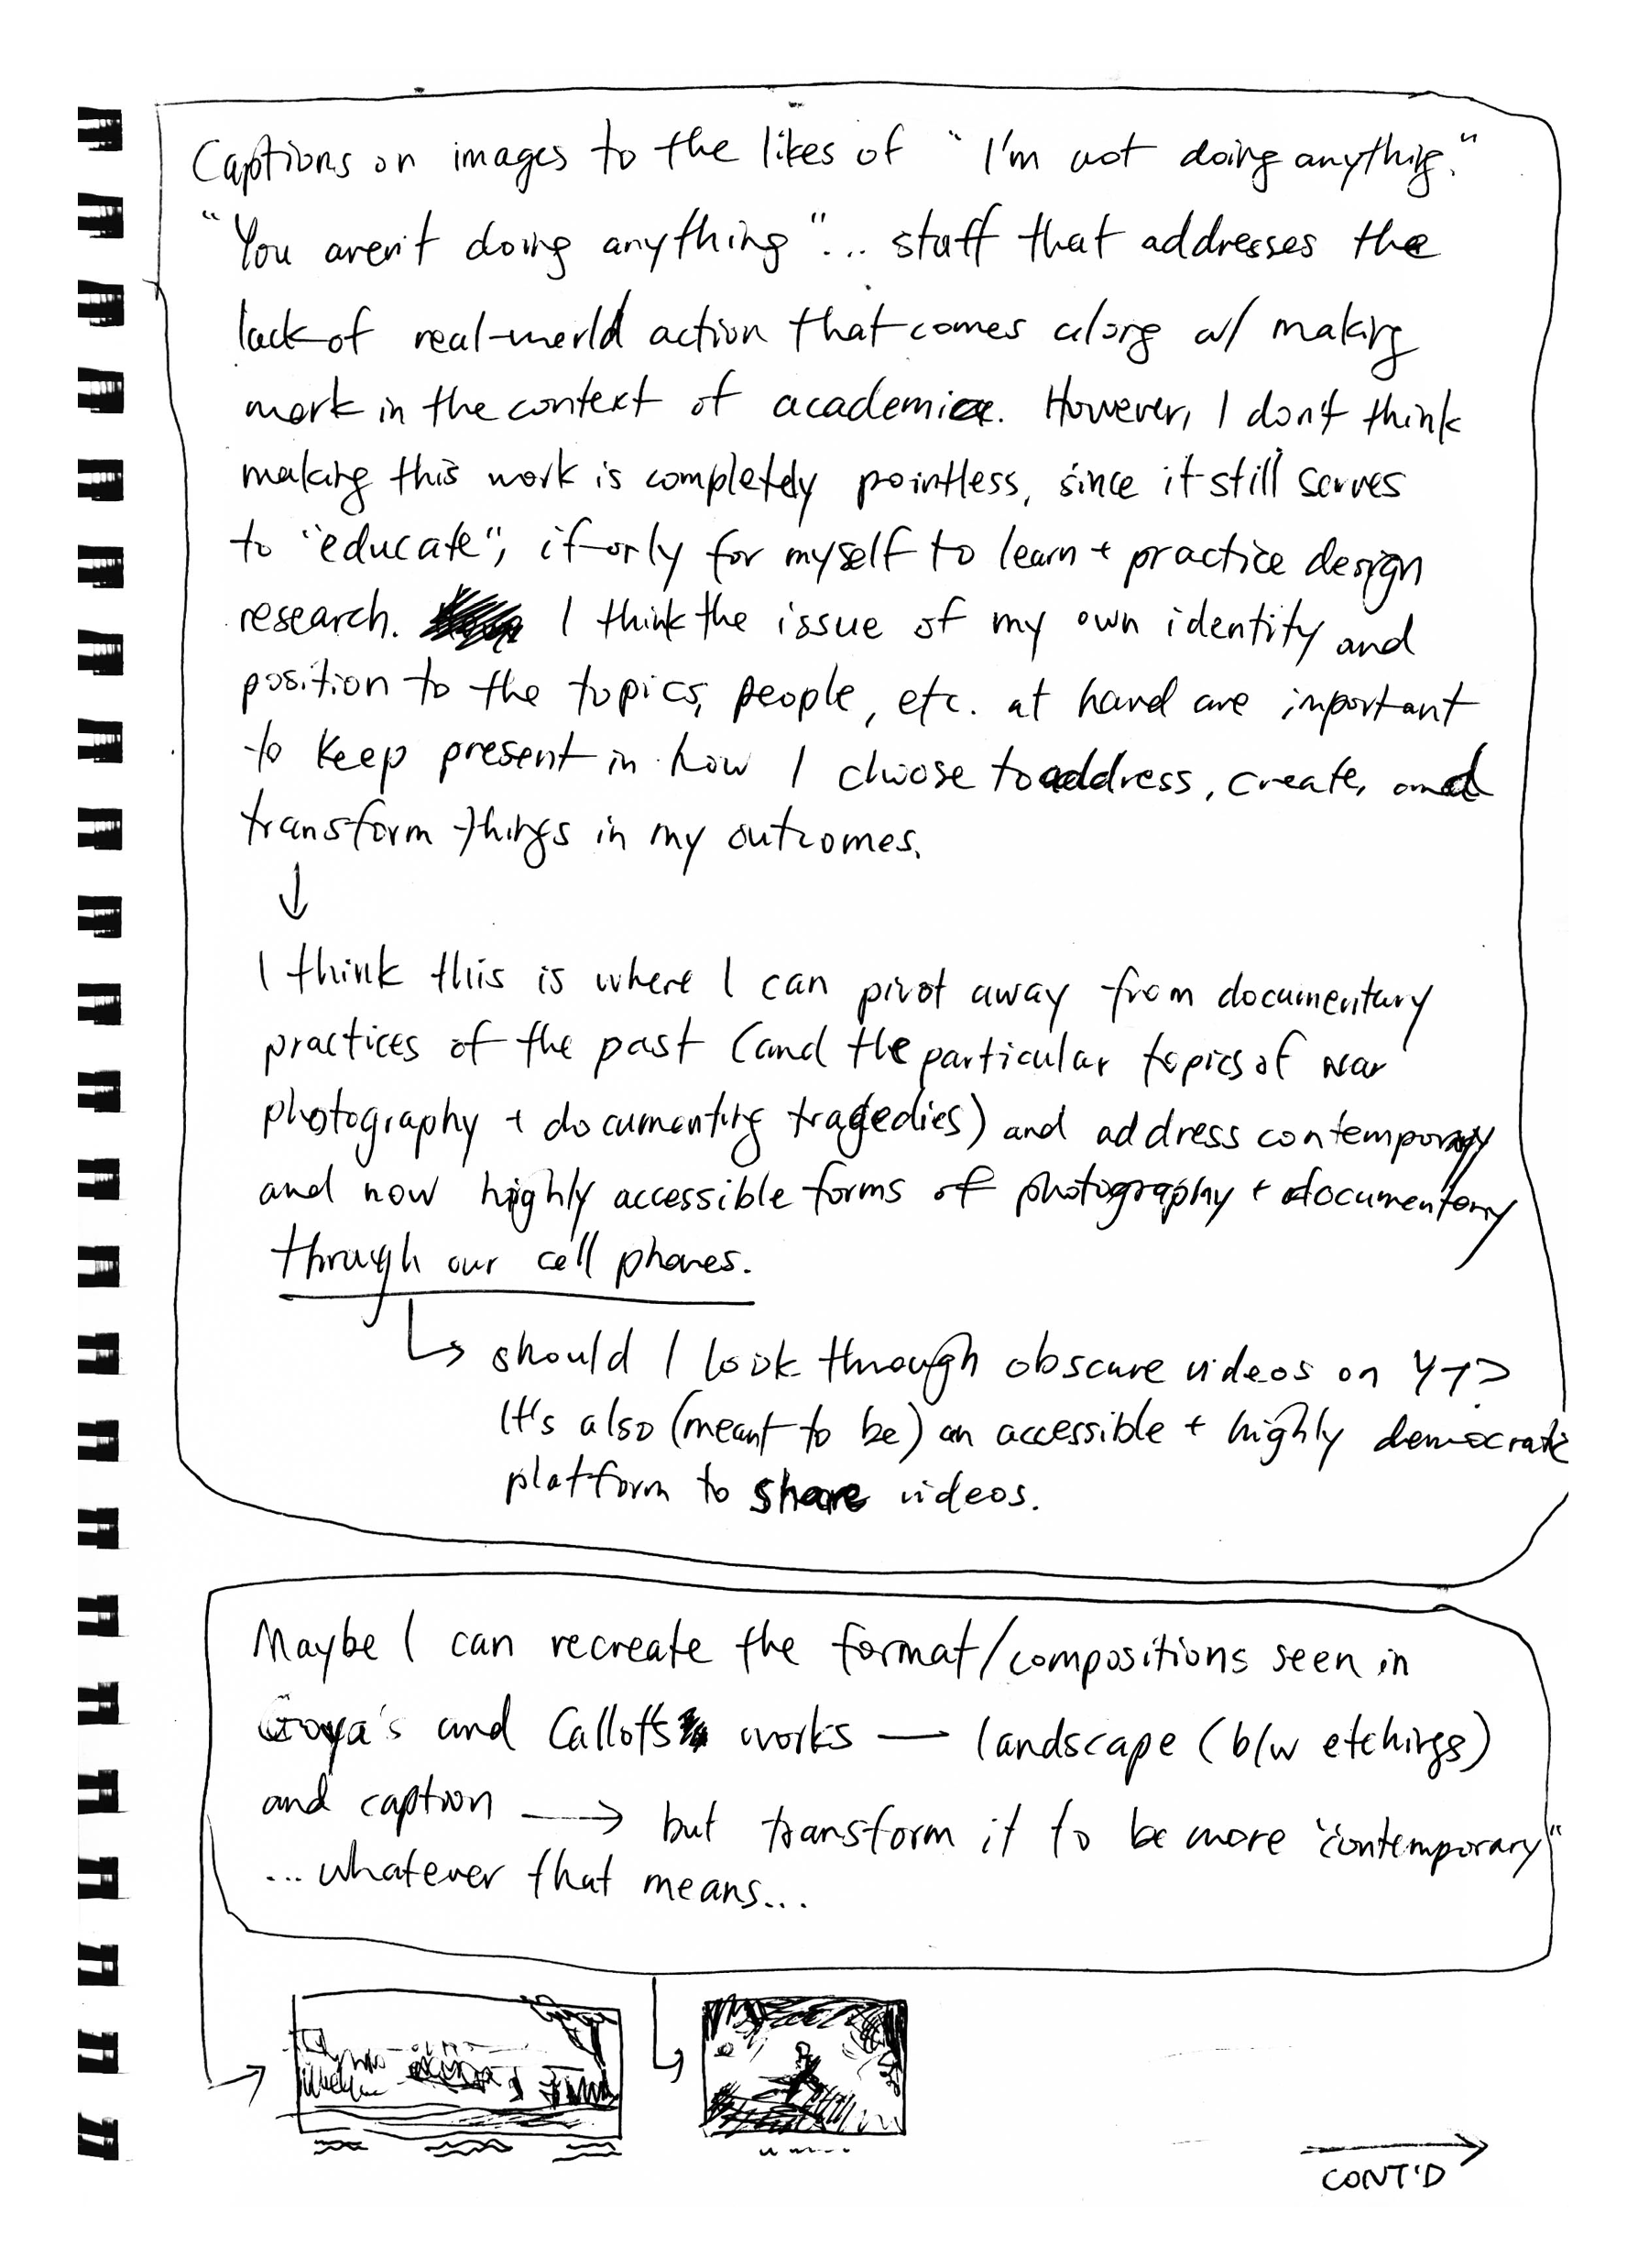 Captions on images to the likes of "I'm not doing anything."
"You aren't doing anything"... stuff that addresses the
lack of real-world action that comes along w/ making
work in the context of academia. However, I don't think
making this work is completely pointless, since it still serves
to "educate", if only for myself to learn + practice design
research. I think the issue of my own identity and
position to the topics, people, etc. at hand are important
to keep present in how I choose to address, create, and
transform things in my outcomes.
↓
I think this is where I can pivot away from documentary
practices of the past (and the particular topics of war
photography + documenting tragedies) and address contemporary
and now highly accessible forms of photography + documentary
through our cell phones.
↳ should I look through obscure videos on YT?
It's also (meant to be) an accessible + highly democratic
platform to share videos.
Maybe I can recreate the format/compositions seen in
Goya's and Callot's works — landscape (b/w etchings)
and caption → but transform it to be more "contemporary"
...whatever that means...
CONT'D